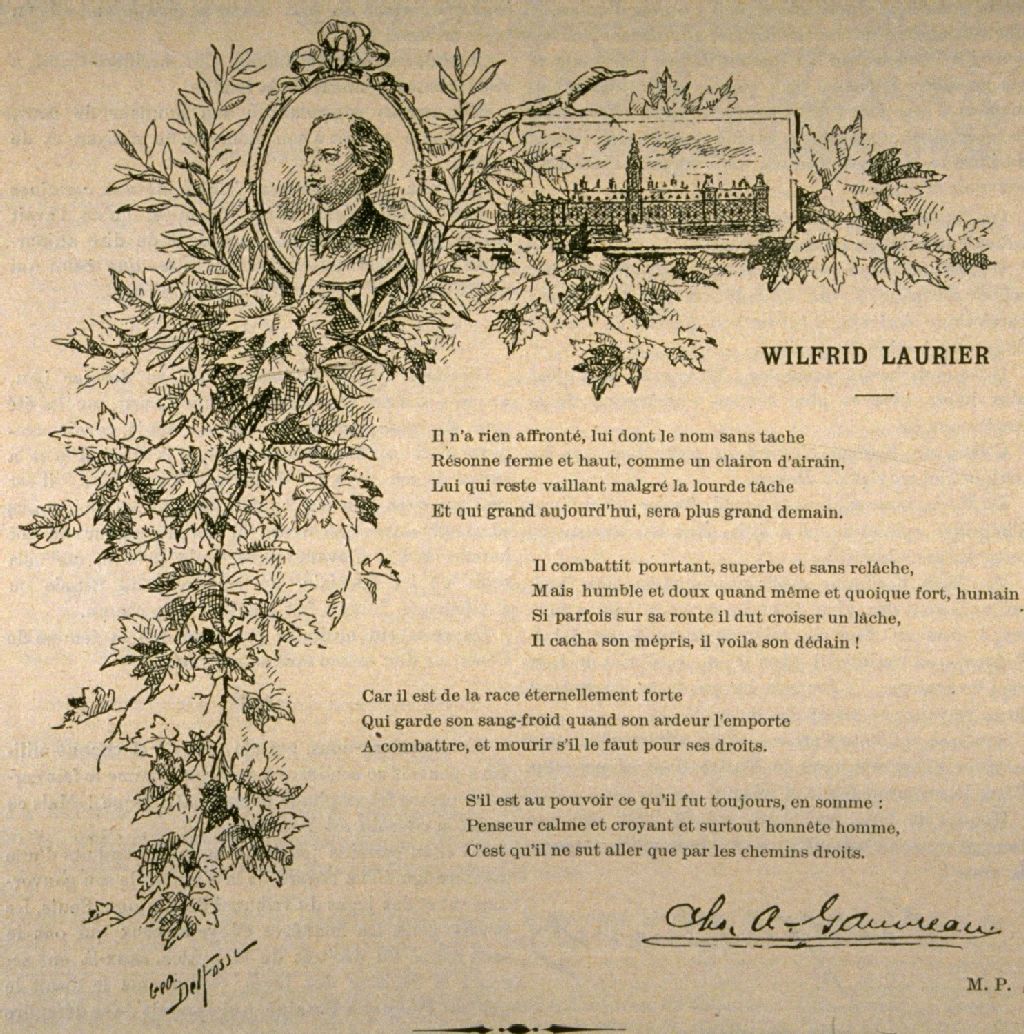 WILFRID LAURIER
Il n'a rien affronté, lui dont le nom sans tache
Résonne ferme et haut, comme un clairon d'airain,
Lui qui reste vaillant malgré la lourde tâche
Et qui grand aujourd'hui, sera plus grand demain.
Il combattit pourtant, superbe et sans relâche,
Mais humble et doux quand même et quoique fort, humain
Si parfois sur sa route il dut croiser un lâche,
Il cacha son mépris, il voila son dédain !
Car il est de la race éternellement forte
Qui garde son sang-froid quand son ardeur l'emporte
A combattre, et mourir s'il le faut pour ses droits.
S'il est au pouvoir ce qu'il fut toujours, en somme :
Penseur calme et croyant et surtout honnête homme,
C'est qu'il ne sut aller que par les chemins droits.
Chs. A. Gauvreau
M. P.
Geo.
Delfosse